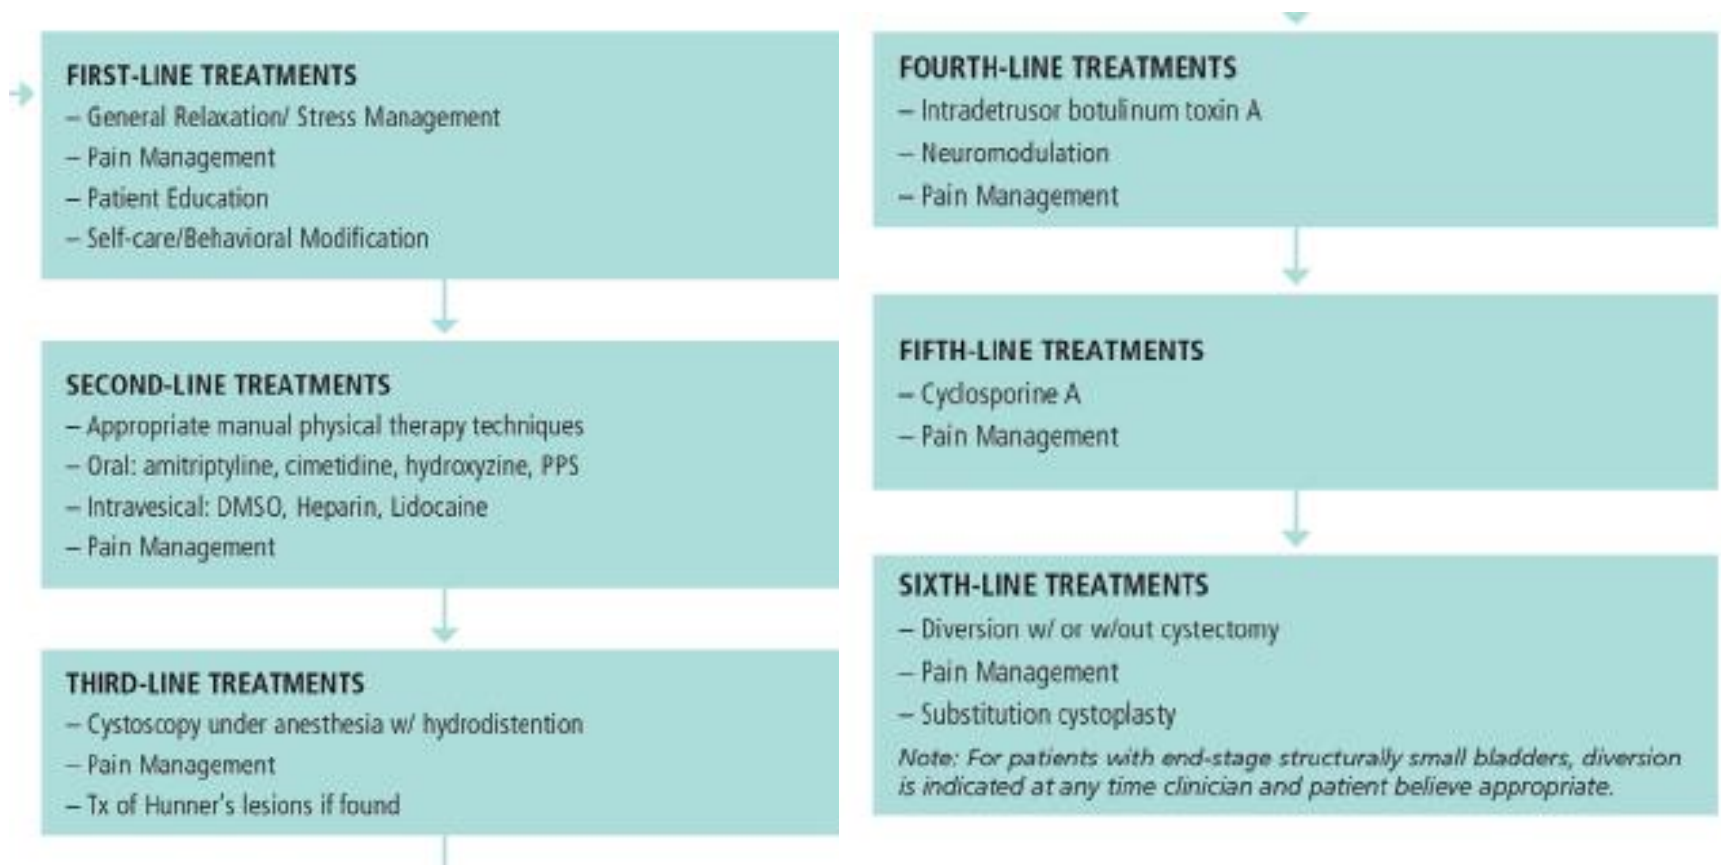 FIRST-LINE TREATMENTS
– General Relaxation/ Stress Management
– Pain Management
– Patient Education
– Self-care/Behavioral Modification
SECOND-LINE TREATMENTS
– Appropriate manual physical therapy techniques
– Oral: amitriptyline, cimetidine, hydroxyzine, PPS
– Intravesical: DMSO, Heparin, Lidocaine
– Pain Management
THIRD-LINE TREATMENTS
– Cystoscopy under anesthesia w/ hydrodistention
– Pain Management
– Tx of Hunner's lesions if found
FOURTH-LINE TREATMENTS
– Intradetrusor botulinum toxin A
– Neuromodulation
– Pain Management
FIFTH-LINE TREATMENTS
– Cyclosporine A
– Pain Management
SIXTH-LINE TREATMENTS
– Diversion w/ or w/out cystectomy
– Pain Management
– Substitution cystoplasty
Note: For patients with end-stage structurally small bladders, diversion
is indicated at any time clinician and patient believe appropriate.